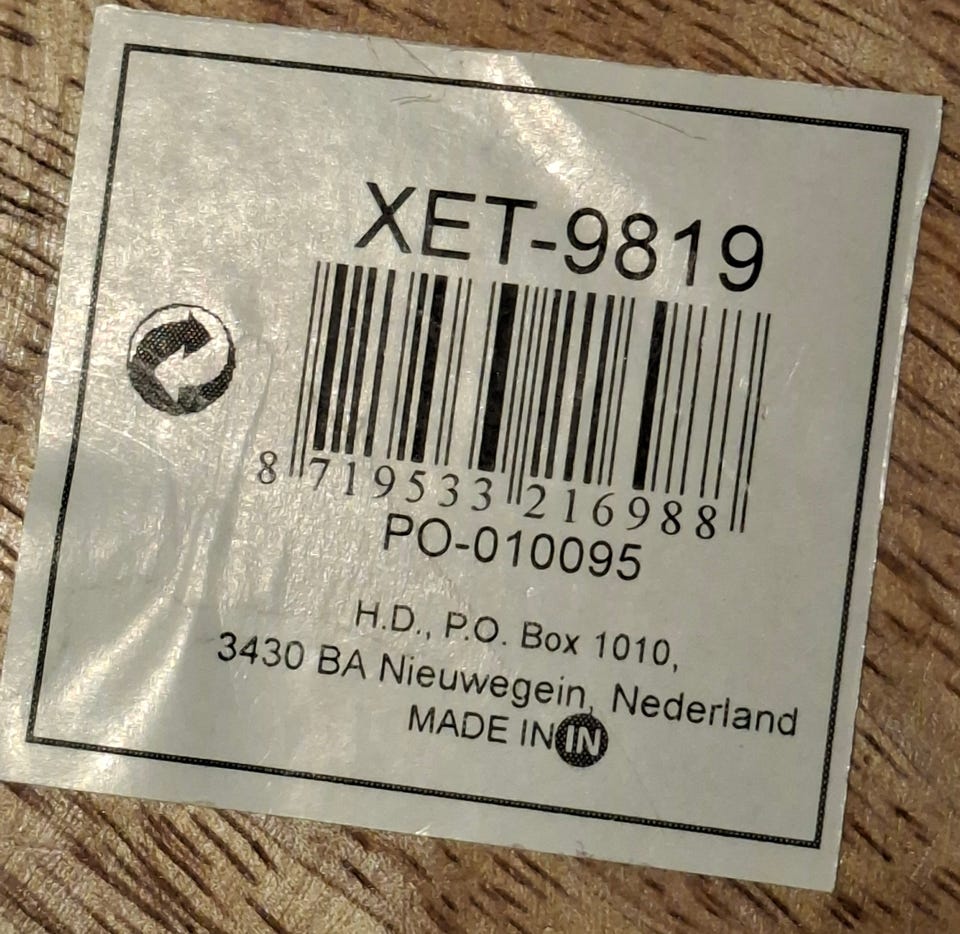 XET-9819
8 719533 216988
PO-010095
H.D., P.O. Box 1010,
3430 BA Nieuwegein, Nederland
MADE IN IN